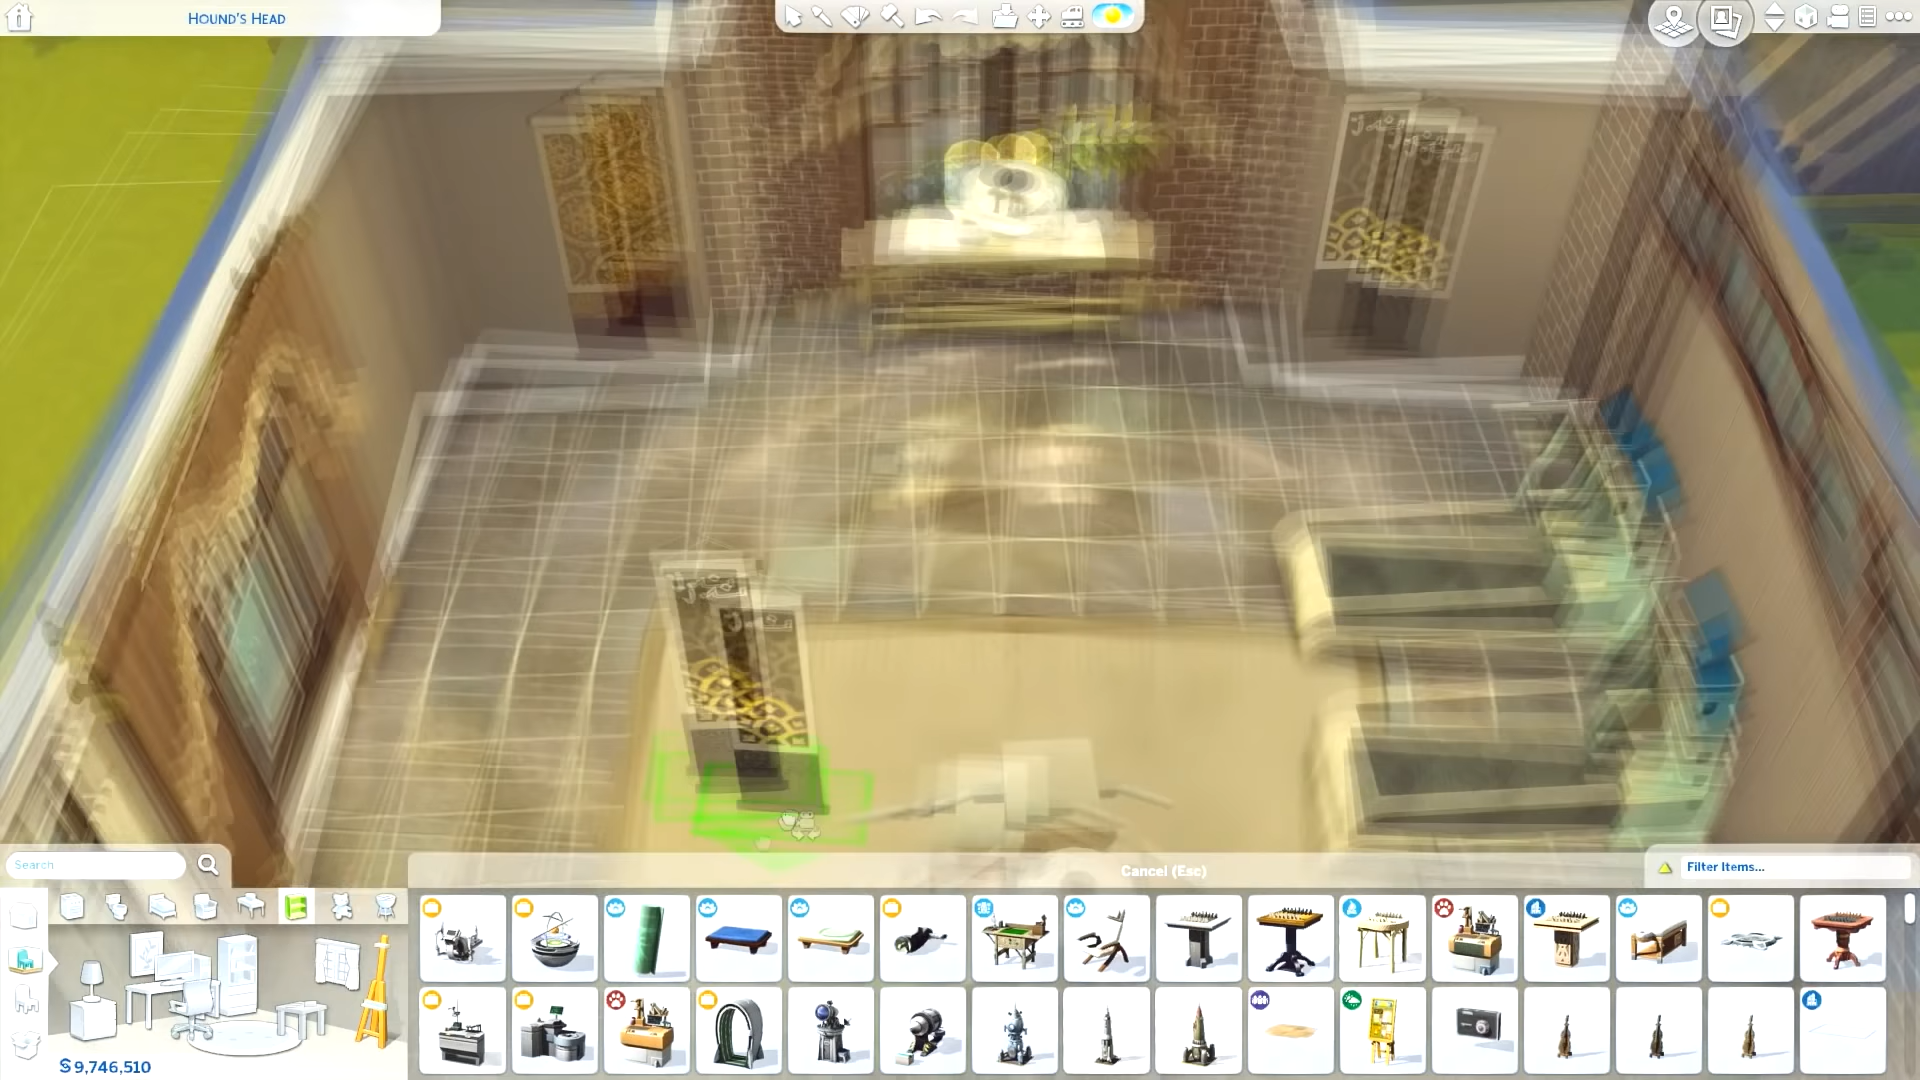 HOUND'S HEAD
Cancel (Esc)
Search
Filter Items...
§9,746,510